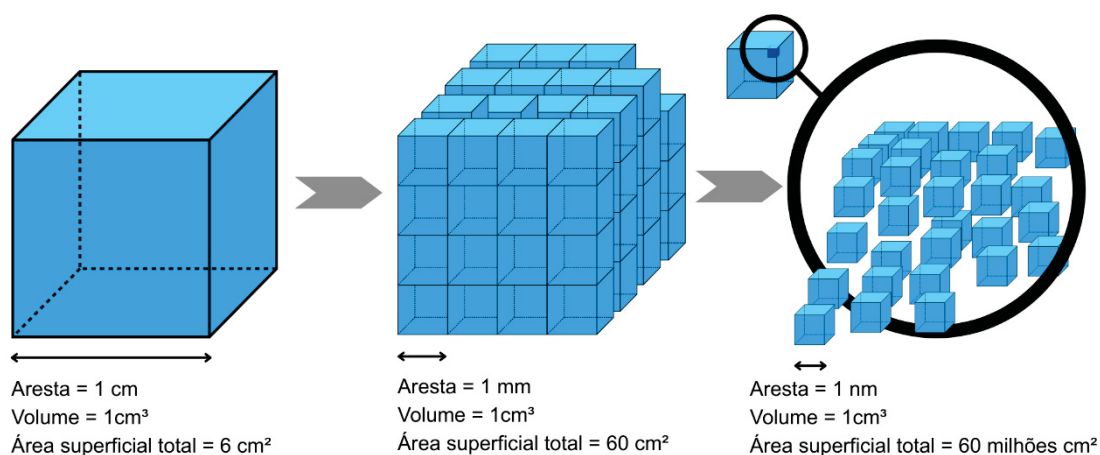 Aresta = 1 cm
Volume = 1cm³
Área superficial total = 6 cm²
Aresta = 1 mm
Volume = 1cm³
Área superficial total = 60 cm²
Aresta = 1 nm
Volume = 1cm³
Área superficial total = 60 milhões cm²